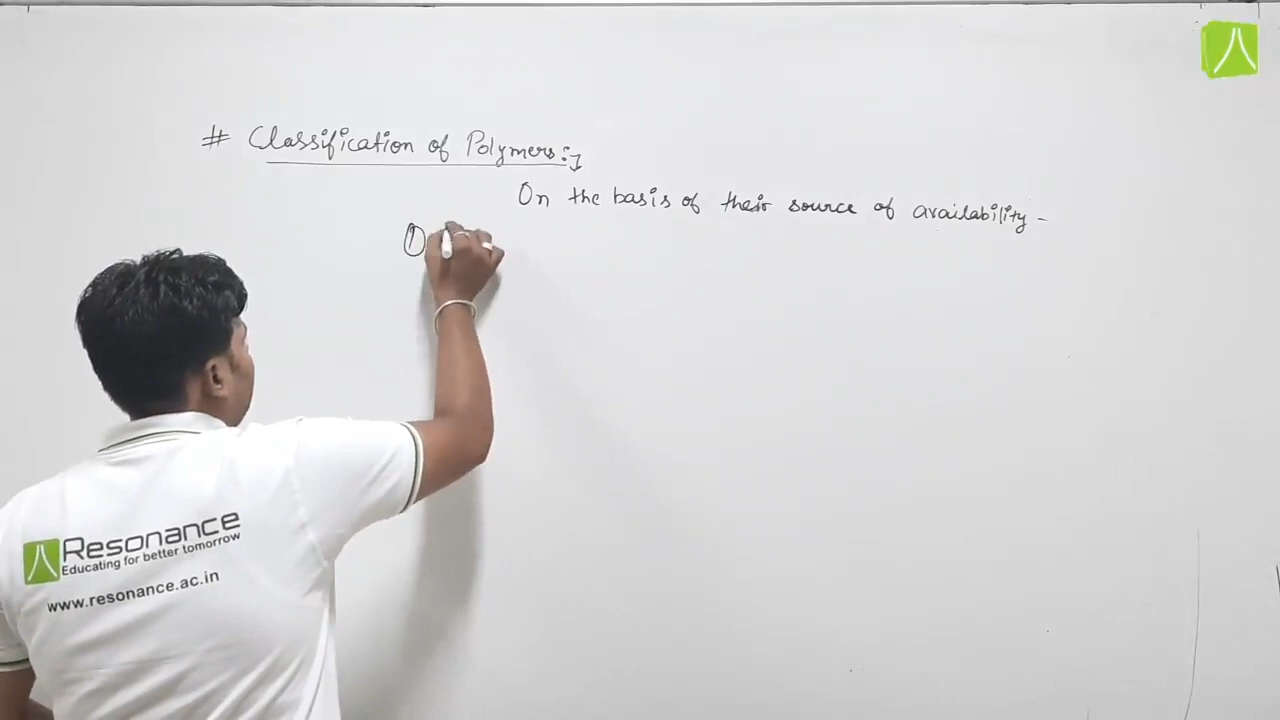 # Classification of Polymers:-
On the basis of their source of availability -
①
Resonance
Educating for better tomorrow
www.resonance.ac.in